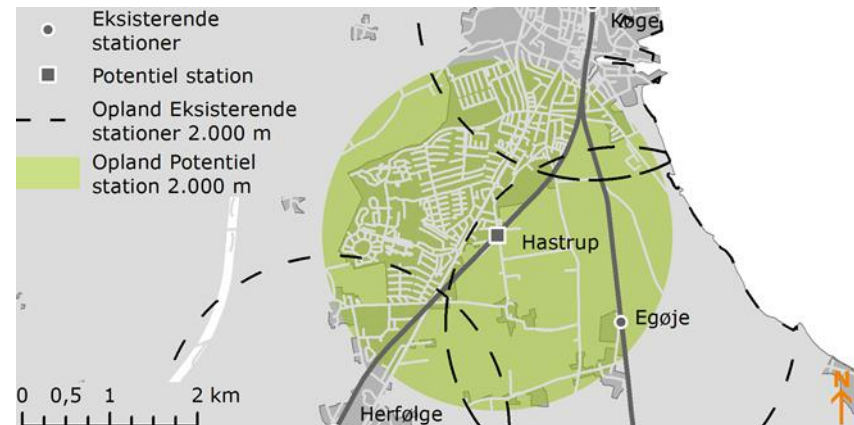 Eksisterende
stationer
Potentiel station
Opland Eksisterende
stationer 2.000 m
Opland Potentiel
station 2.000 m
Køge
Hastrup
Egøje
Herfølge
0 0,5 1 2 km
N